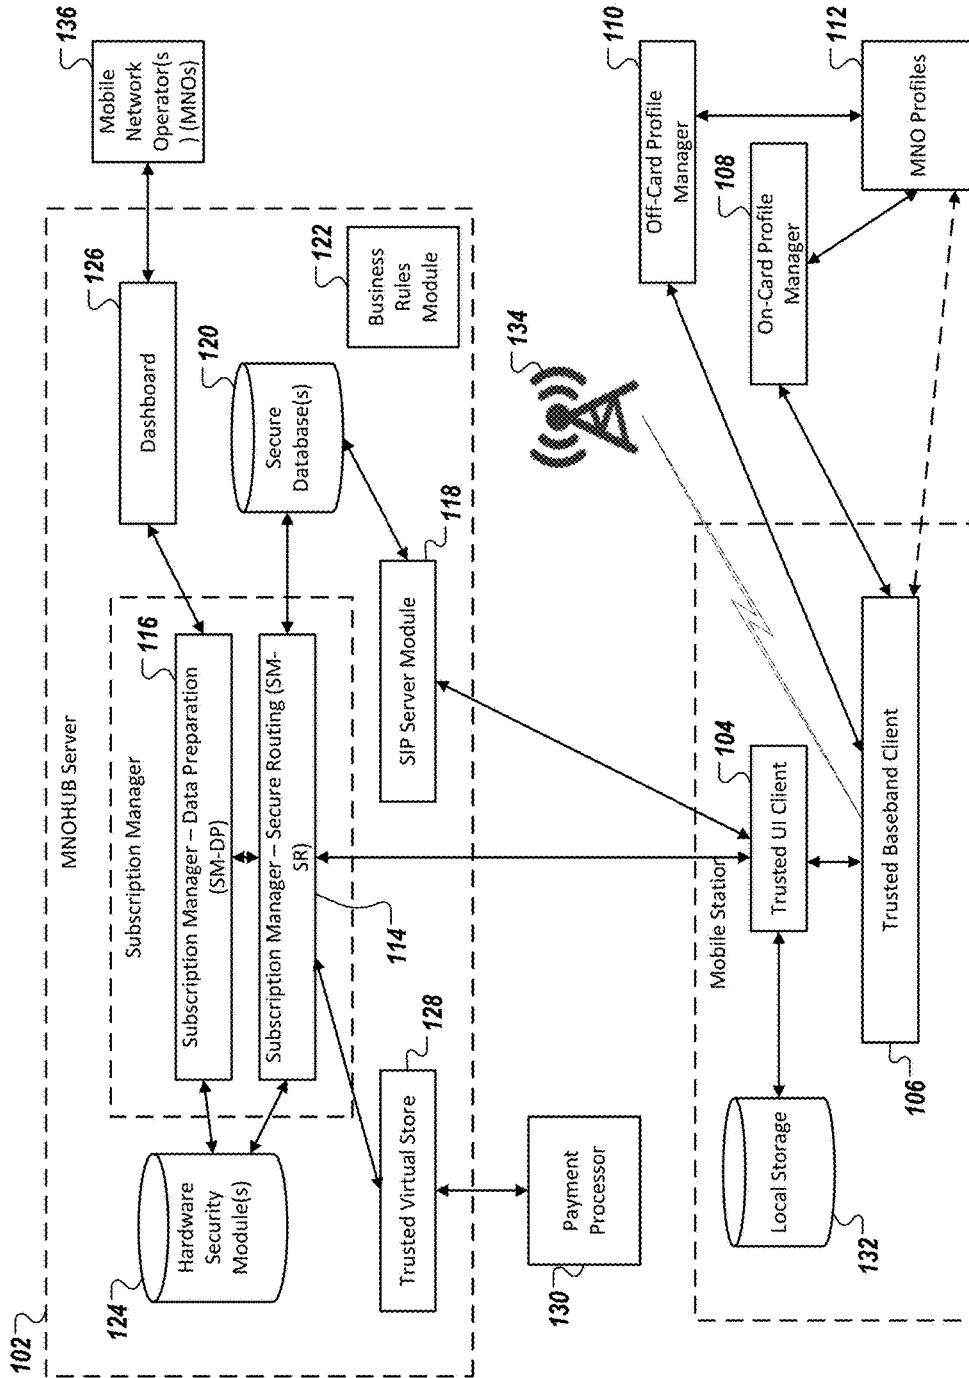 102
MNOHUB Server
124
Hardware
Security
Module(s)
Subscription Manager
116
Subscription Manager – Data Preparation
(SM-DP)
Subscription Manager – Secure Routing (SM-
SR)
114
126
Dashboard
136
Mobile
Network
Operator(s
) (MNOs)
120
Secure
Database(s)
122
Business
Rules
Module
128
Trusted Virtual Store
118
SIP Server Module
130
Payment
Processor
134
110
Off-Card Profile
Manager
108
On-Card Profile
Manager
112
MNO Profiles
Mobile Station
104
Trusted UI Client
132
Local Storage
106
Trusted Baseband Client